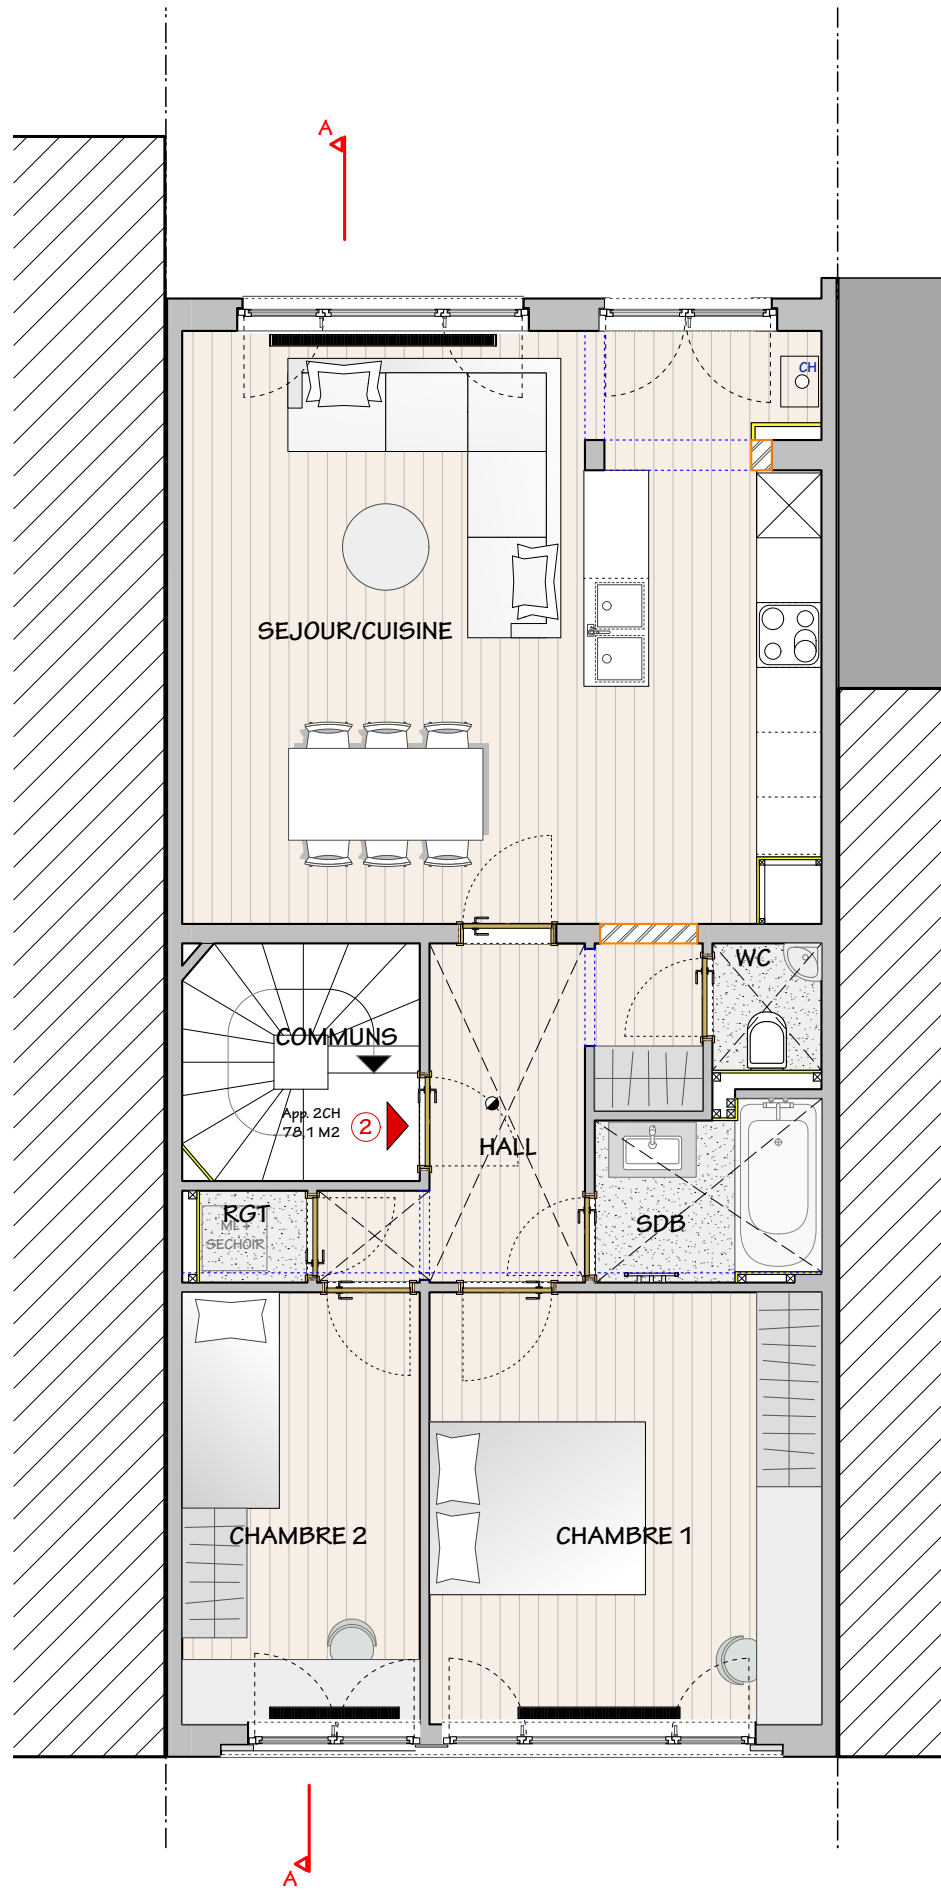 A
CH
SEJOUR/CUISINE
WC
COMMUNS
App. 2CH
78,1 M2
2
HALL
RGT
ML +
SECHOIR
SDB
CHAMBRE 2
CHAMBRE 1
A